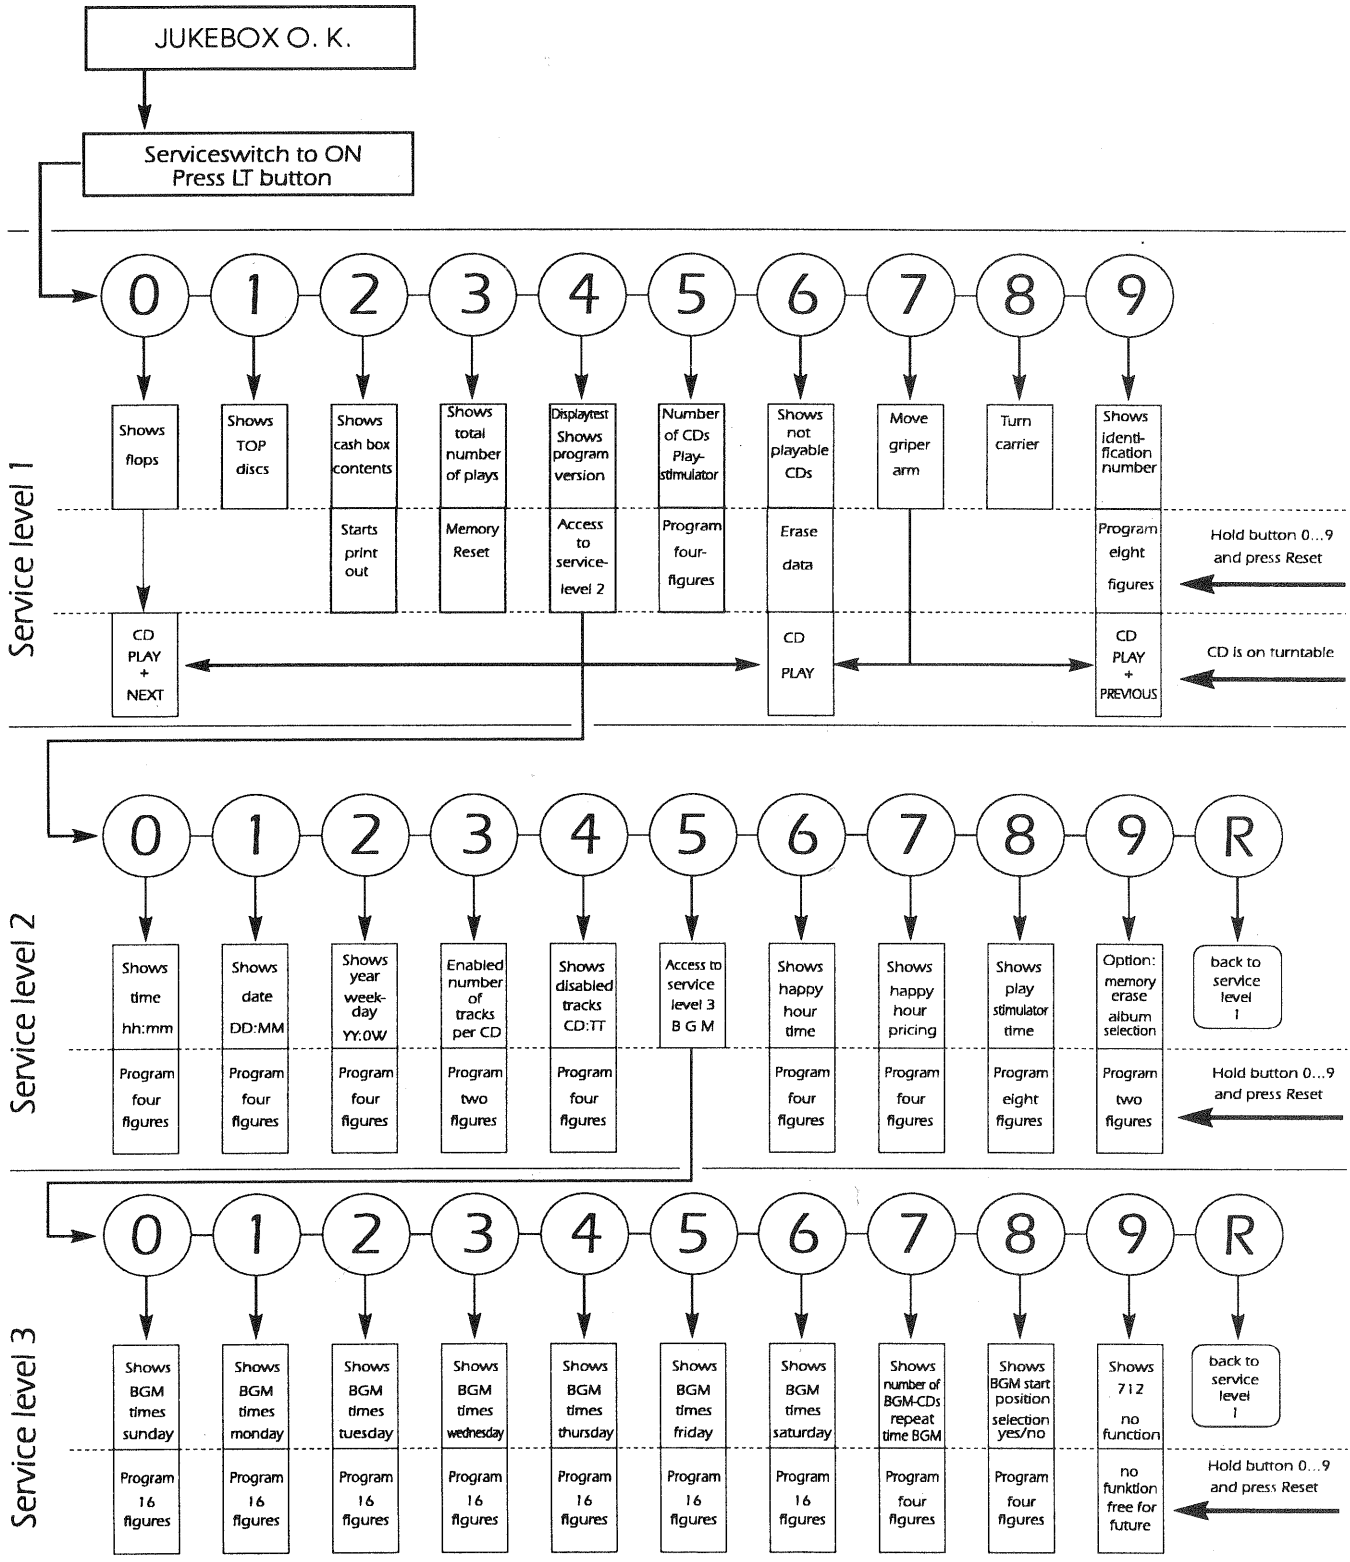 JUKEBOX O. K.
Serviceswitch to ON
Press LT button
Service level 1
0
1
2
3
4
5
6
7
8
9
Shows
flops
Shows
TOP
discs
Shows
cash box
contents
Shows
total
number
of plays
Displaytest
Shows
program
version
Number
of CDs
Play-
stimulator
Shows
not
playable
CDs
Move
griper
arm
Turn
carrier
Shows
identi-
fication
number
Starts
print
out
Memory
Reset
Access
to
service-
level 2
Program
four-
figures
Erase
data
Program
eight
figures
Hold button 0...9
and press Reset
CD
PLAY
+
NEXT
CD
PLAY
CD
PLAY
+
PREVIOUS
CD is on turntable
Service level 2
0
1
2
3
4
5
6
7
8
9
R
Shows
time
hh:mm
Shows
date
DD:MM
Shows
year
week-
day
YY:0W
Enabled
number
of
tracks
per CD
Shows
disabled
tracks
CD:TT
Access to
service
level 3
B G M
Shows
happy
hour
time
Shows
happy
hour
pricing
Shows
play
stimulator
time
Option:
memory
erase
album
selection
back to
service
level
1
Program
four
figures
Program
four
figures
Program
four
figures
Program
two
figures
Program
four
figures
Program
four
figures
Program
four
figures
Program
eight
figures
Program
two
figures
Hold button 0...9
and press Reset
Service level 3
0
1
2
3
4
5
6
7
8
9
R
Shows
BGM
times
sunday
Shows
BGM
times
monday
Shows
BGM
times
tuesday
Shows
BGM
times
wednesday
Shows
BGM
times
thursday
Shows
BGM
times
friday
Shows
BGM
times
saturday
Shows
number of
BGM-CDs
repeat
time BGM
Shows
BGM start
position
selection
yes/no
Shows
712
no
function
back to
service
level
1
Program
16
figures
Program
16
figures
Program
16
figures
Program
16
figures
Program
16
figures
Program
16
figures
Program
16
figures
Program
four
figures
Program
four
figures
no
funktion
free for
future
Hold button 0...9
and press Reset